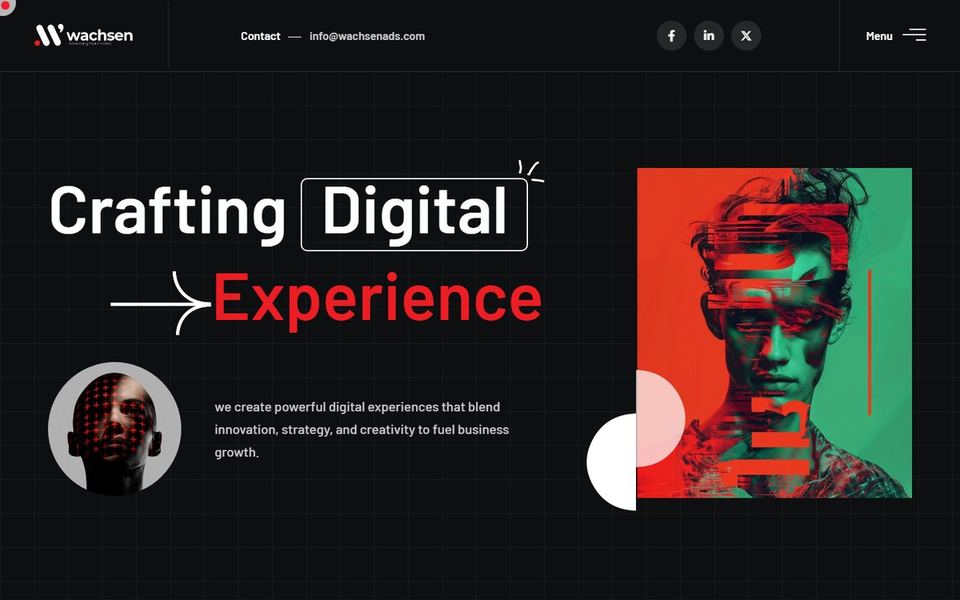 wachsen
Contact — info@wachsenads.com
Menu
Crafting Digital
Experience
we create powerful digital experiences that blend
innovation, strategy, and creativity to fuel business
growth.